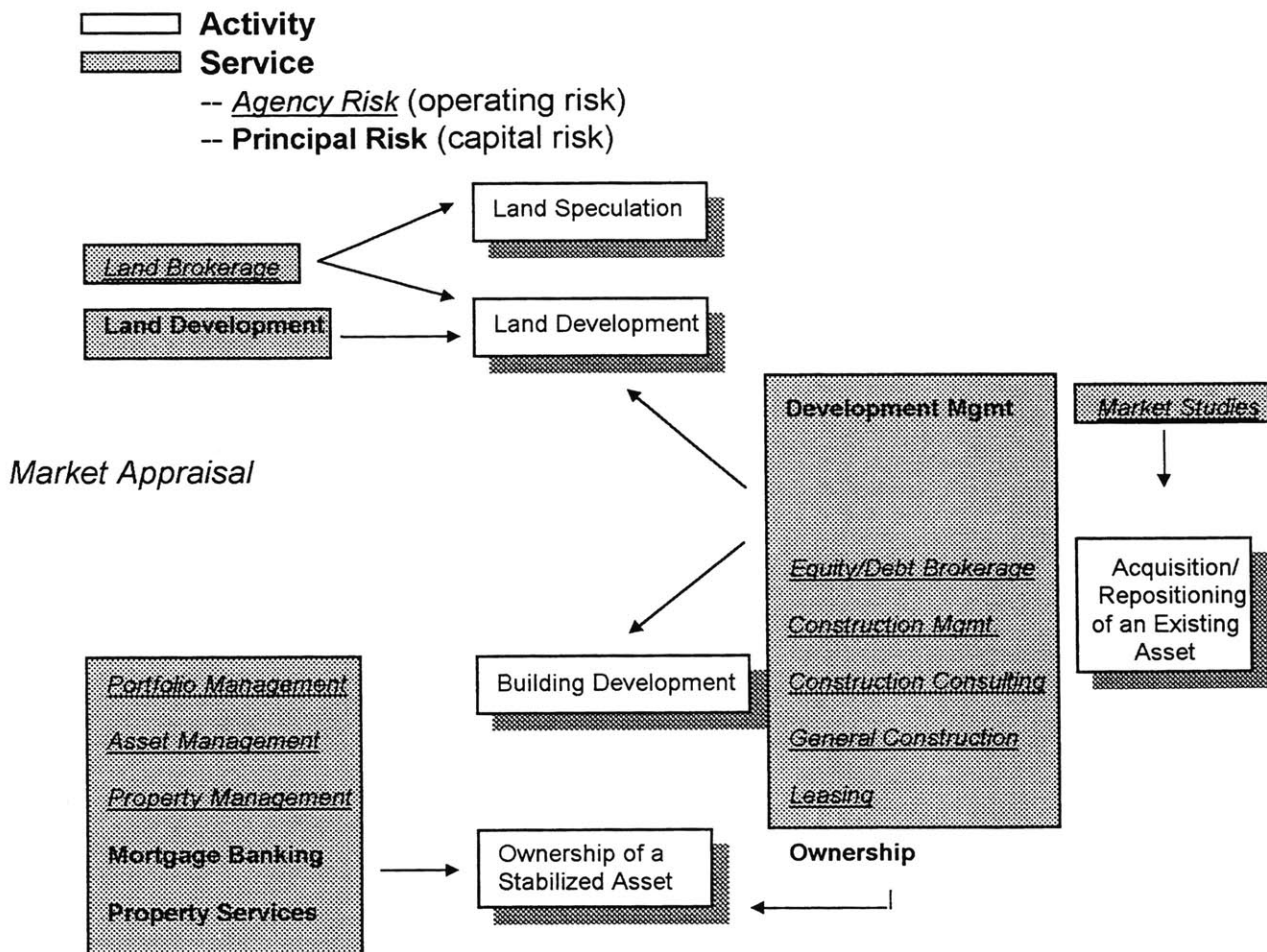 Activity
Service
-- Agency Risk (operating risk)
-- Principal Risk (capital risk)
Land Speculation
Land Brokerage
Land Development
Land Development
Development Mgmt
Market Studies
Market Appraisal
Equity/Debt Brokerage
Construction Mgmt
Construction Consulting
General Construction
Leasing
Acquisition/
Repositioning
of an Existing
Asset
Portfolio Management
Asset Management
Property Management
Mortgage Banking
Property Services
Building Development
Ownership of a
Stabilized Asset
Ownership